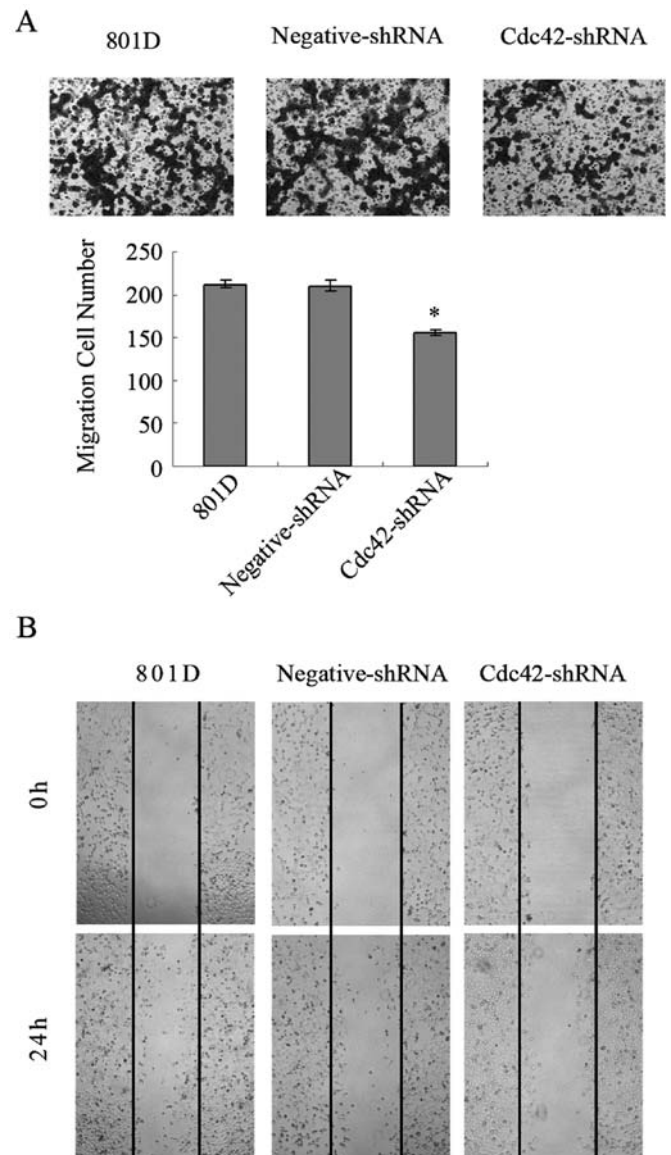 A
801D
Negative-shRNA
Cdc42-shRNA
Migration Cell Number
250
200
150
100
50
0
*
801D
Negative-shRNA
Cdc42-shRNA
B
801D
Negative-shRNA
Cdc42-shRNA
0h
24h